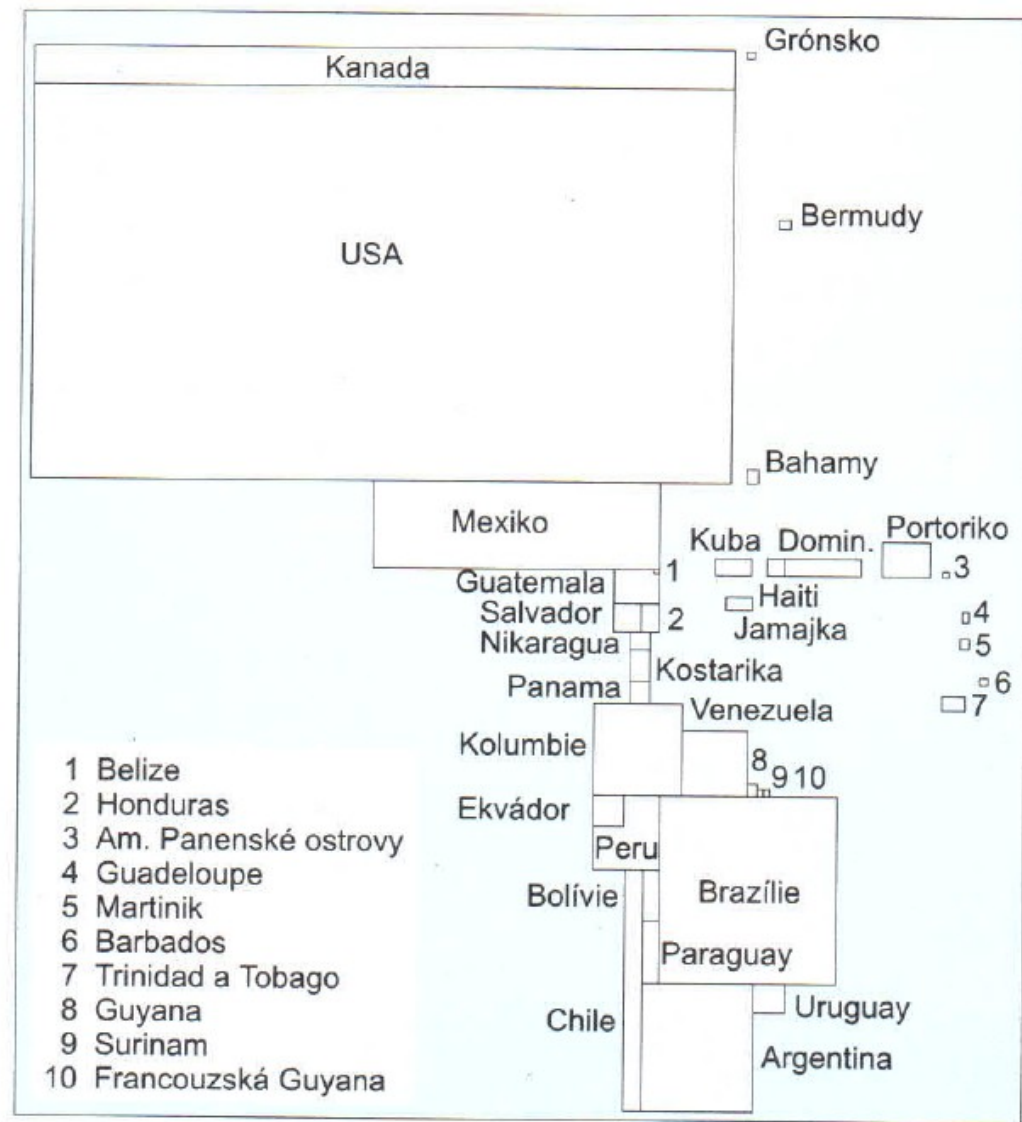 Grónsko
Kanada
Bermudy
USA
Bahamy
Mexiko
Kuba Domin. Portoriko
Guatemala 1 3
Haiti
Salvador 2 4
Jamajka
Nikaragua 5
Kostarika
Panama 6
Venezuela 7
Kolumbie
8
9 10
Ekvádor
Peru
Bolívie Brazílie
Paraguay
Chile Uruguay
Argentina
1 Belize
2 Honduras
3 Am. Panenské ostrovy
4 Guadeloupe
5 Martinik
6 Barbados
7 Trinidad a Tobago
8 Guyana
9 Surinam
10 Francouzská Guyana